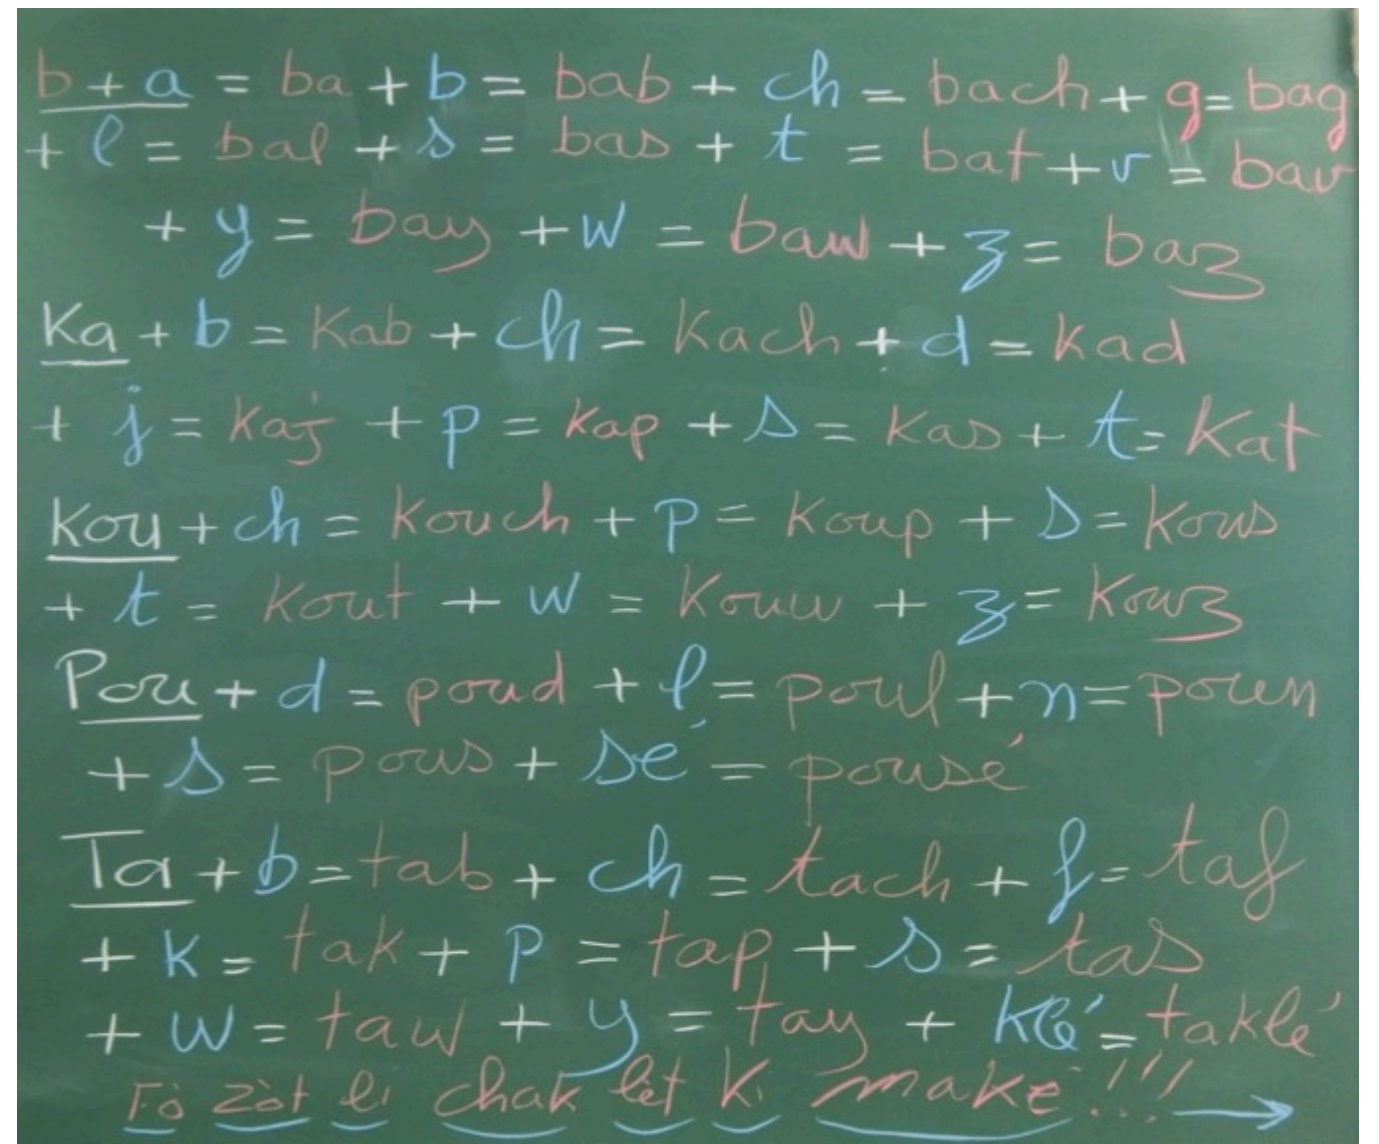 b + a = ba + b = bab + ch = bach + g = bag
+ l = bal + s = bas + t = bat + v = bav
+ y = bay + w = baw + z = baz
Ka + b = Kab + ch = kach + d = kad
+ j = kaj + p = kap + s = kas + t = kat
kou + ch = kouch + p = koup + s = kous
+ t = kout + w = kouw + z = kouz
Pou + d = poud + l = poul + n = poun
+ s = pous + sé = pousé
Ta + b = tab + ch = tach + f = taf
+ k = tak + p = tap + s = tas
+ w = taw + y = tay + klé = taklé
Fò zòt li chak lèt ki maké !!! →